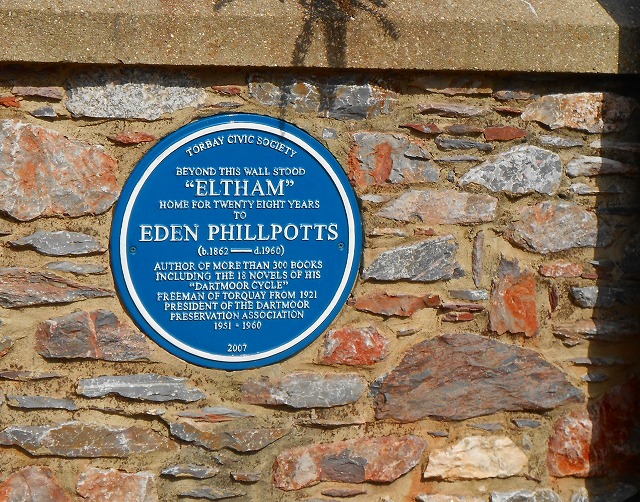 TORBAY CIVIC SOCIETY
BEYOND THIS WALL STOOD
"ELTHAM"
HOME FOR TWENTY EIGHT YEARS
TO
EDEN PHILLPOTTS
(b.1862 — d.1960)
AUTHOR OF MORE THAN 300 BOOKS
INCLUDING THE 18 NOVELS OF HIS
"DARTMOOR CYCLE"
FREEMAN OF TORQUAY FROM 1921
PRESIDENT OF THE DARTMOOR
PRESERVATION ASSOCIATION
1931 - 1960
2007